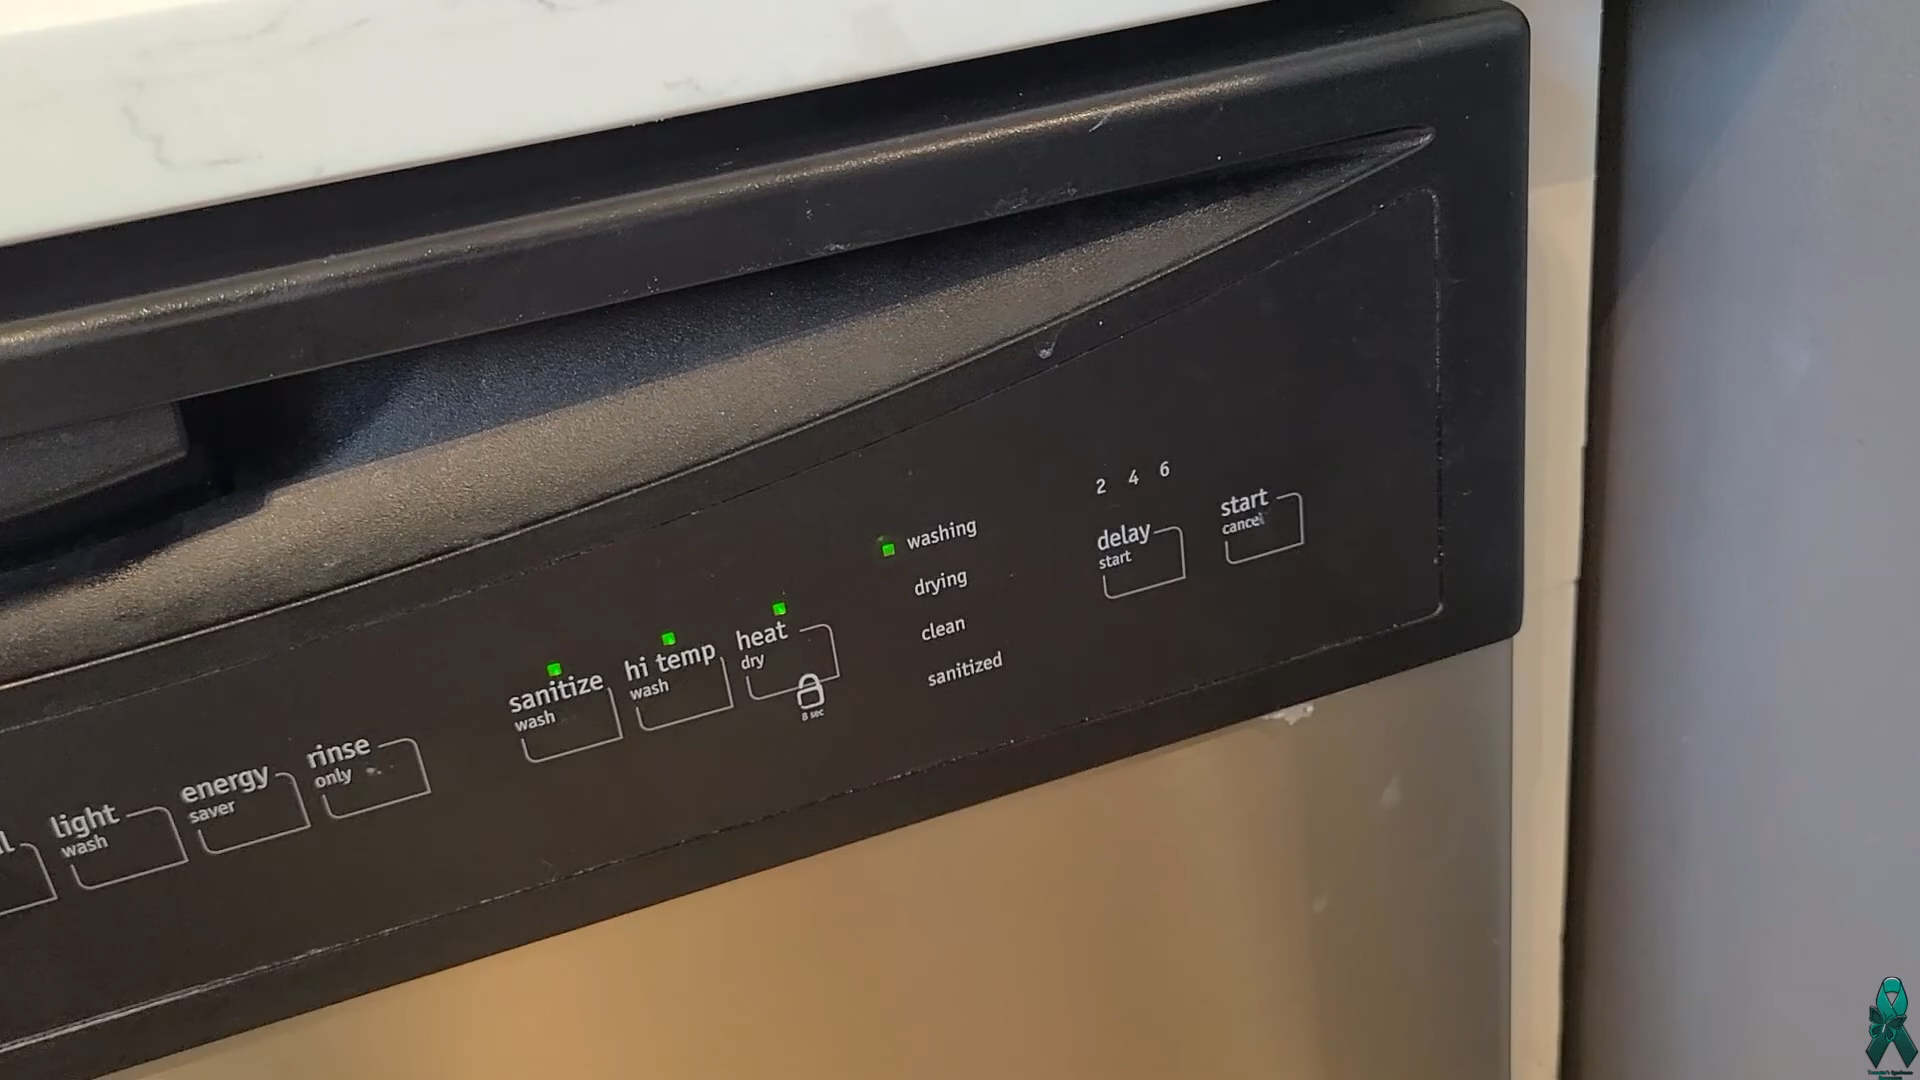 2 4 6
start
cancel
delay
start
washing
drying
clean
sanitized
heat
dry
8 sec
hi temp
wash
sanitize
wash
rinse
only
energy
saver
light
wash